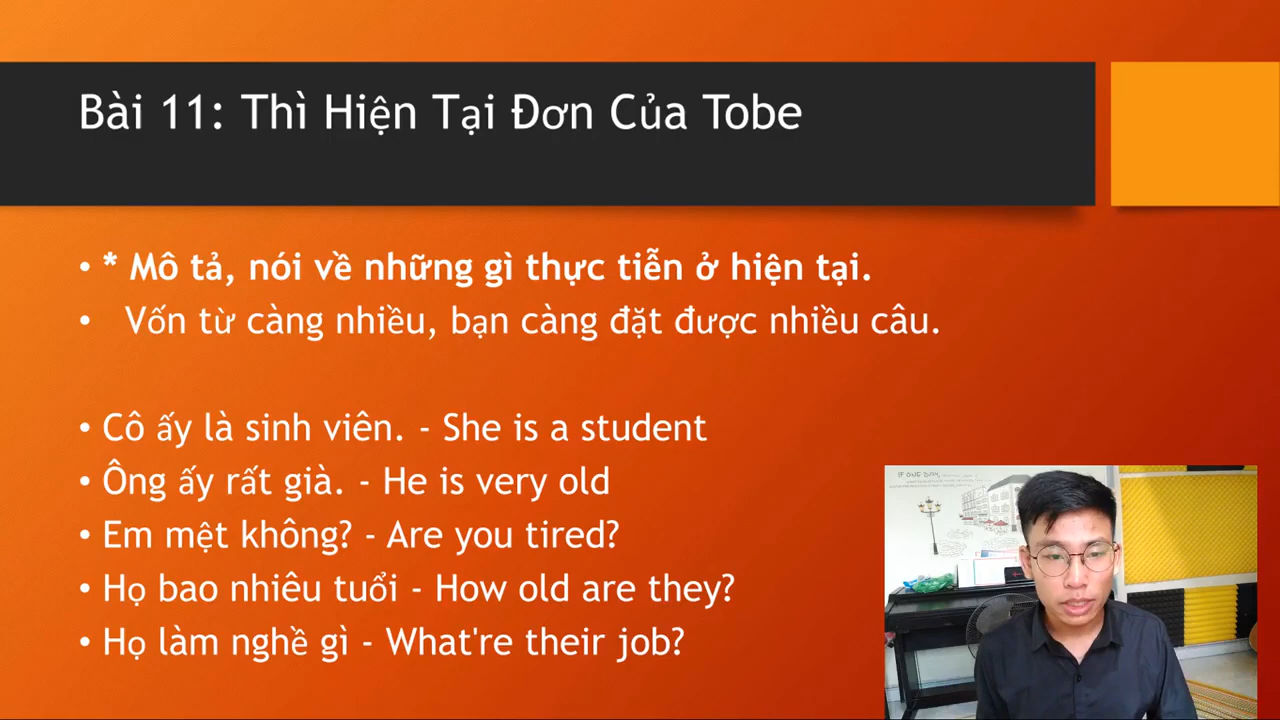 Bài 11: Thì Hiện Tại Đơn Của Tobe
• * Mô tả, nói về những gì thực tiễn ở hiện tại.
• Vốn từ càng nhiều, bạn càng đặt được nhiều câu.
• Cô ấy là sinh viên. - She is a student
• Ông ấy rất già. - He is very old
• Em mệt không? - Are you tired?
• Họ bao nhiêu tuổi - How old are they?
• Họ làm nghề gì - What're their job?
IF ONE DAY,